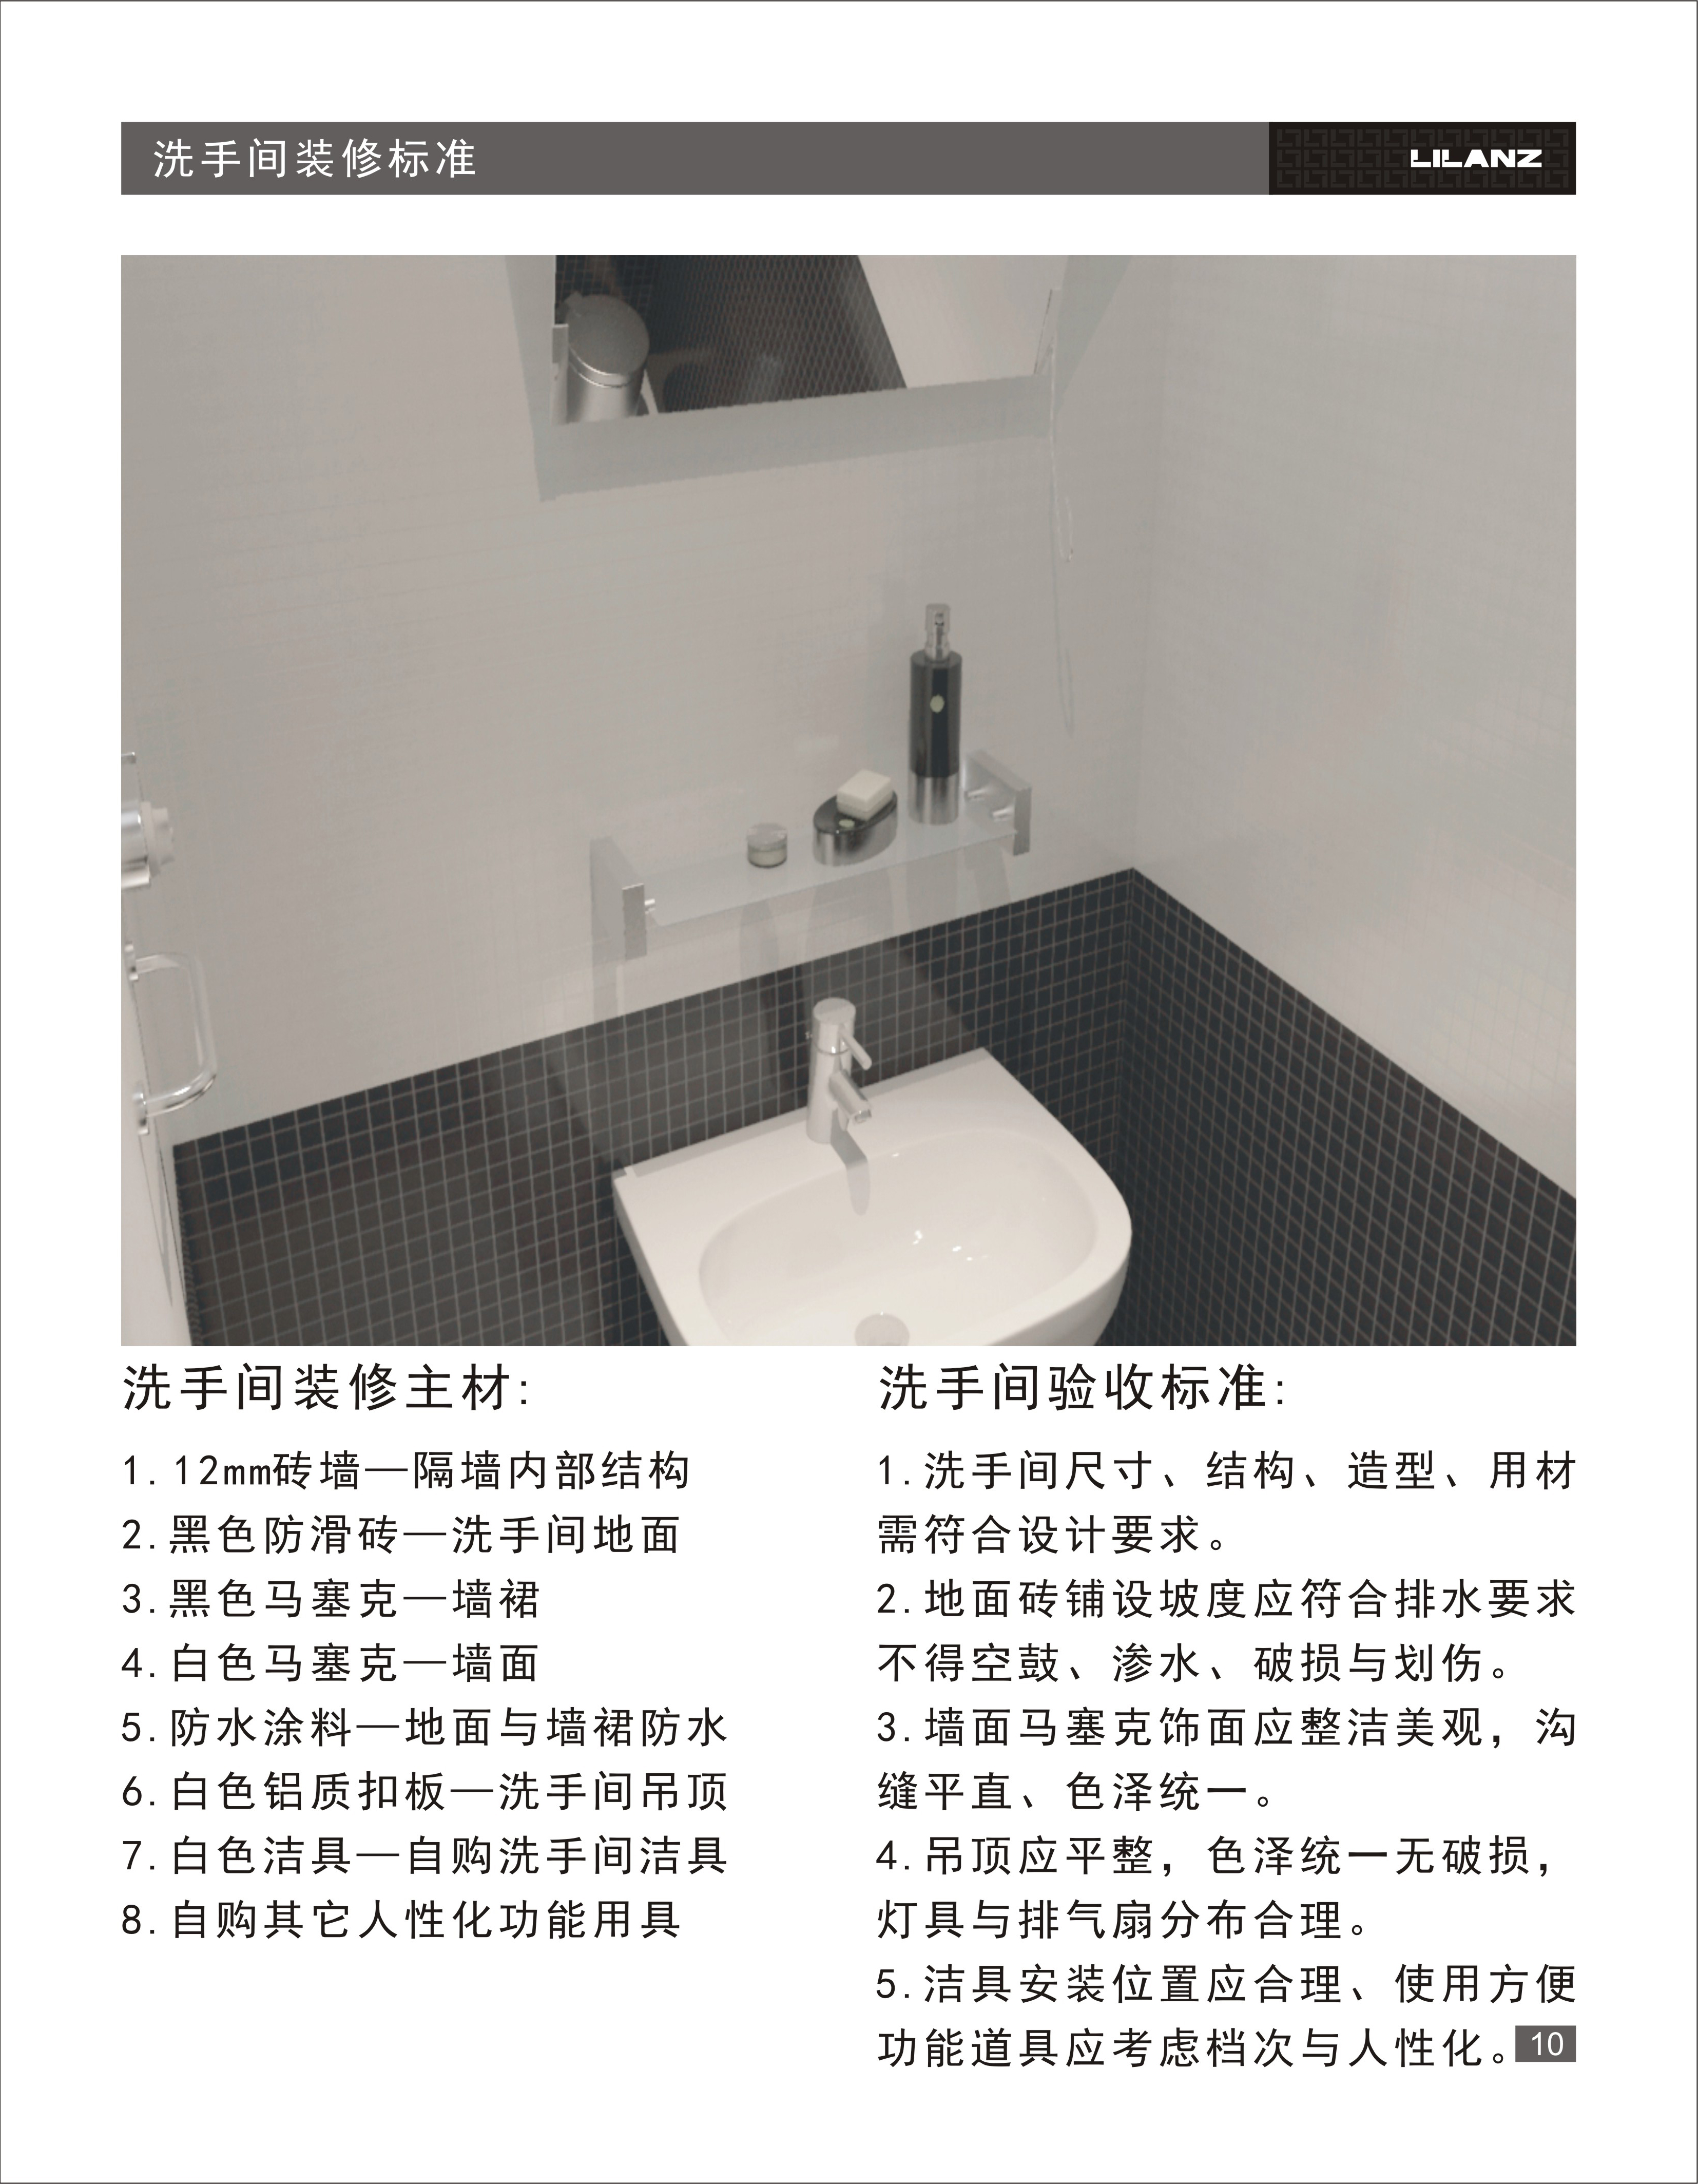 洗手间装修标准
LILANZ
洗手间装修主材:
1.12mm砖墙—隔墙内部结构
2.黑色防滑砖—洗手间地面
3.黑色马塞克—墙裙
4.白色马塞克—墙面
5.防水涂料—地面与墙裙防水
6.白色铝质扣板—洗手间吊顶
7.白色洁具—自购洗手间洁具
8.自购其它人性化功能用具
洗手间验收标准:
1.洗手间尺寸、结构、造型、用材
需符合设计要求。
2.地面砖铺设坡度应符合排水要求
不得空鼓、渗水、破损与划伤。
3.墙面马塞克饰面应整洁美观，沟
缝平直、色泽统一。
4.吊顶应平整，色泽统一无破损，
灯具与排气扇分布合理。
5.洁具安装位置应合理、使用方便
功能道具应考虑档次与人性化。
10